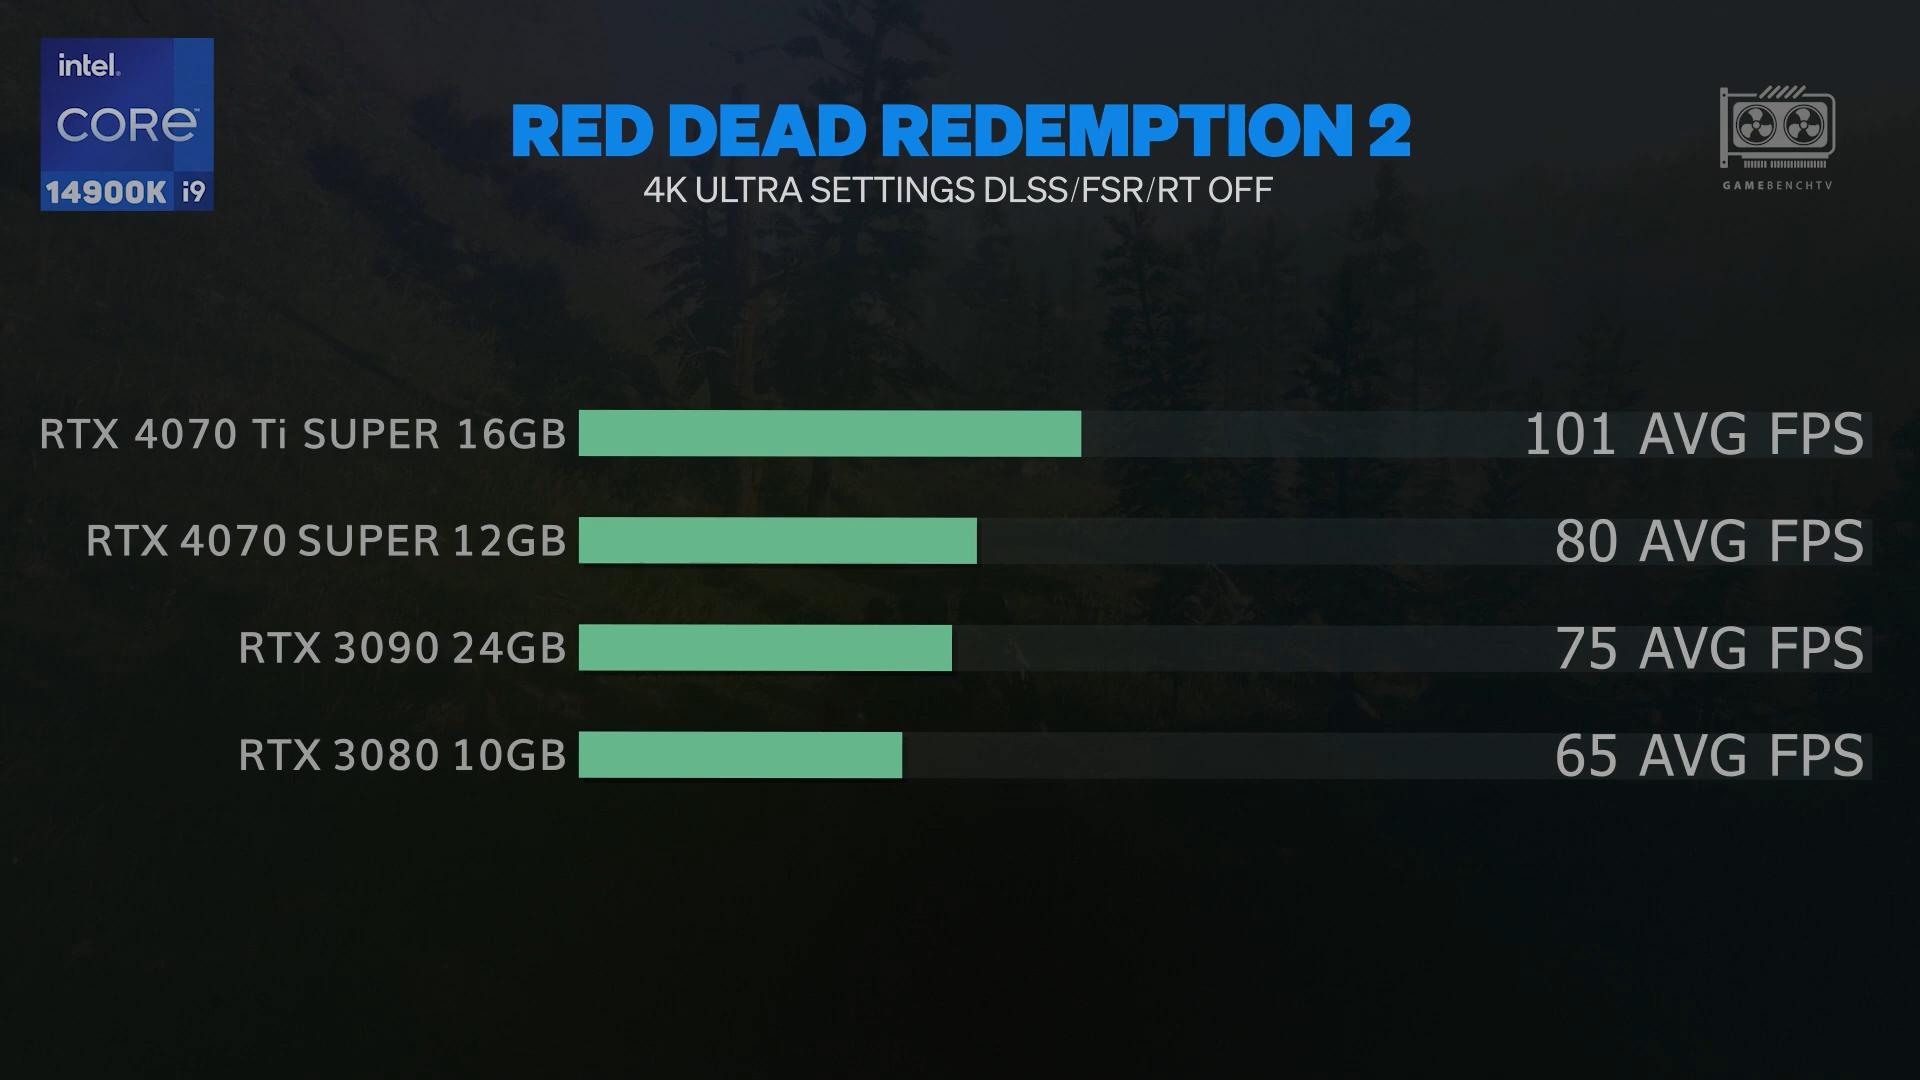 intel.
CORE™
14900K i9
RED DEAD REDEMPTION 2
4K ULTRA SETTINGS DLSS/FSR/RT OFF
GAMEBENCHTV
RTX 4070 Ti SUPER 16GB 101 AVG FPS
RTX 4070 SUPER 12GB 80 AVG FPS
RTX 3090 24GB 75 AVG FPS
RTX 3080 10GB 65 AVG FPS